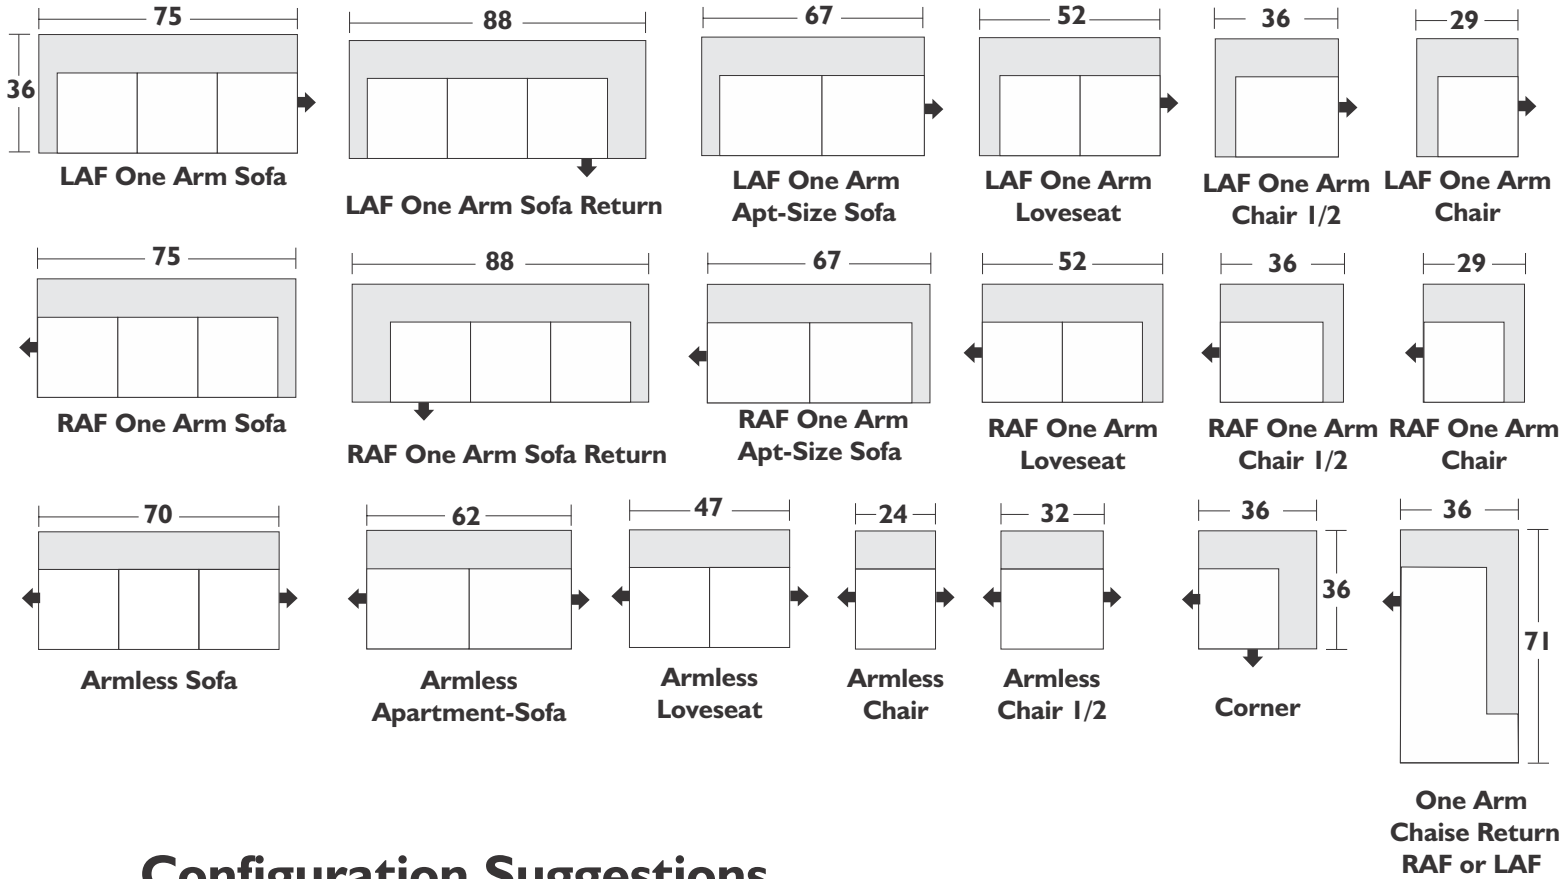 75
88
67
52
36
29
36
LAF One Arm Sofa
LAF One Arm Sofa Return
LAF One Arm
Apt-Size Sofa
LAF One Arm
Loveseat
LAF One Arm
Chair 1/2
LAF One Arm
Chair
75
88
67
52
36
29
RAF One Arm Sofa
RAF One Arm Sofa Return
RAF One Arm
Apt-Size Sofa
RAF One Arm
Loveseat
RAF One Arm
Chair 1/2
RAF One Arm
Chair
70
62
47
24
32
36
36
36
71
Armless Sofa
Armless
Apartment-Sofa
Armless
Loveseat
Armless
Chair
Armless
Chair 1/2
Corner
One Arm
Chaise Return
RAF or LAF
Configuration Suggestions